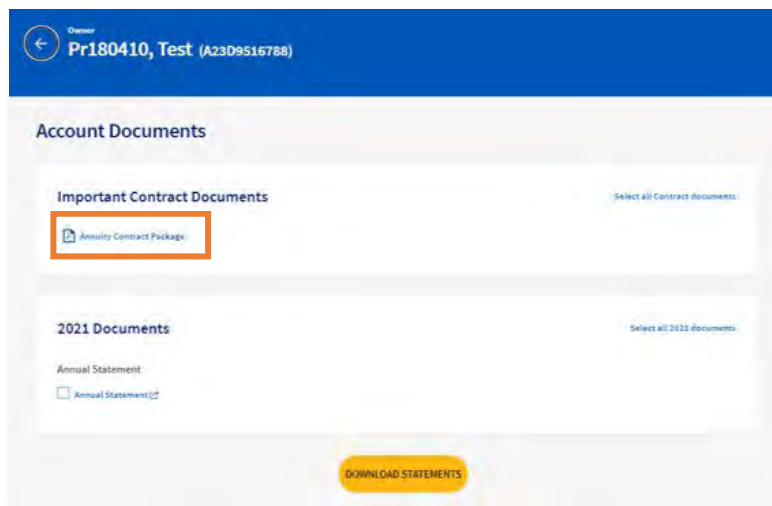 Owner
Pr180410, Test (A23D9516788)
Account Documents
Important Contract Documents
Select all Contract documents
Annuity Contract Package
2021 Documents
Select all 2021 documents
Annual Statement
Annual Statement
DOWNLOAD STATEMENTS